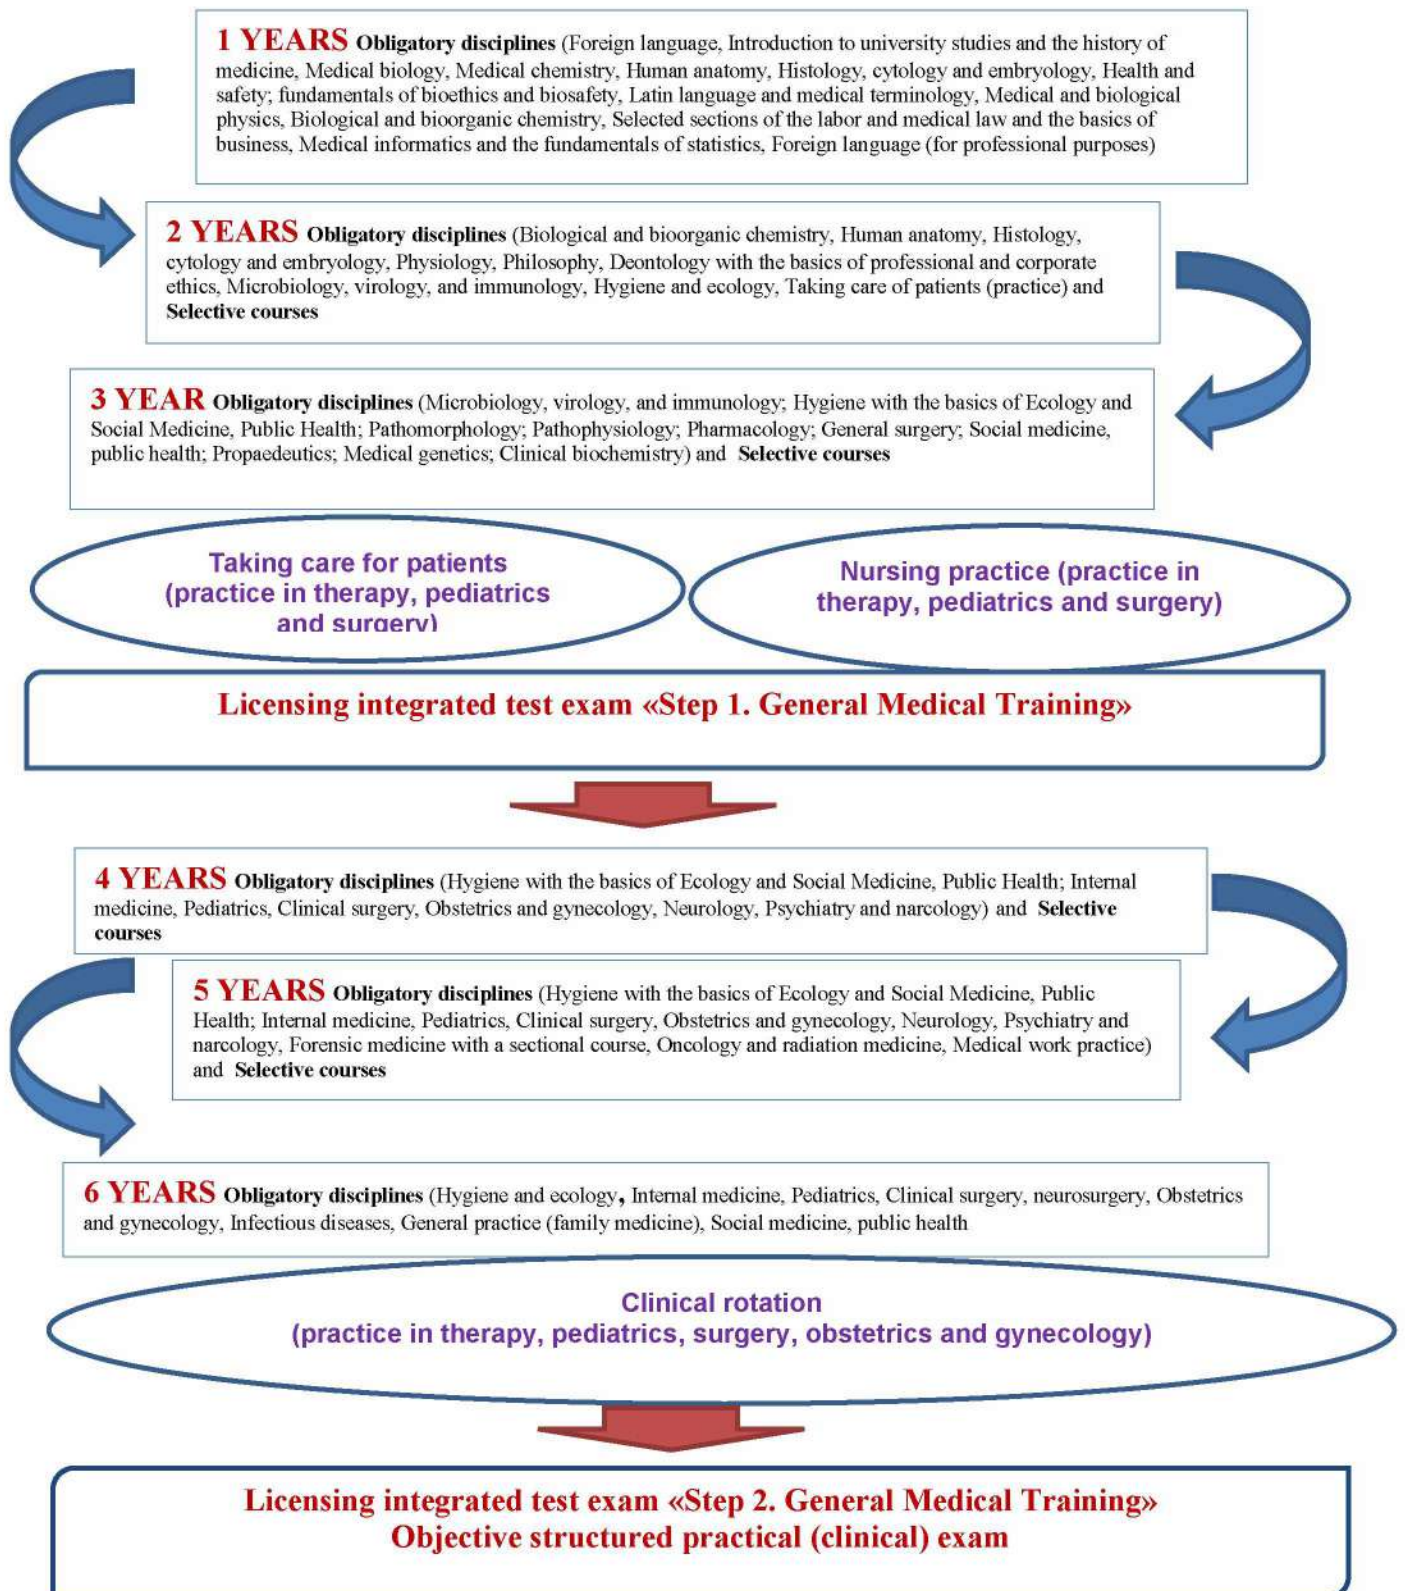 1 YEARS Obligatory disciplines (Foreign language, Introduction to university studies and the history of
medicine, Medical biology, Medical chemistry, Human anatomy, Histology, cytology and embryology, Health and
safety; fundamentals of bioethics and biosafety, Latin language and medical terminology, Medical and biological
physics, Biological and bioorganic chemistry, Selected sections of the labor and medical law and the basics of
business, Medical informatics and the fundamentals of statistics, Foreign language (for professional purposes)
2 YEARS Obligatory disciplines (Biological and bioorganic chemistry, Human anatomy, Histology,
cytology and embryology, Physiology, Philosophy, Deontology with the basics of professional and corporate
ethics, Microbiology, virology, and immunology, Hygiene and ecology, Taking care of patients (practice) and
Selective courses
3 YEAR Obligatory disciplines (Microbiology, virology, and immunology; Hygiene with the basics of Ecology and
Social Medicine, Public Health; Pathomorphology; Pathophysiology; Pharmacology; General surgery; Social medicine,
public health; Propaedeutics; Medical genetics; Clinical biochemistry) and Selective courses
Taking care for patients
(practice in therapy, pediatrics
and surgery)
Nursing practice (practice in
therapy, pediatrics and surgery)
Licensing integrated test exam «Step 1. General Medical Training»
4 YEARS Obligatory disciplines (Hygiene with the basics of Ecology and Social Medicine, Public Health; Internal
medicine, Pediatrics, Clinical surgery, Obstetrics and gynecology, Neurology, Psychiatry and narcology) and Selective
courses
5 YEARS Obligatory disciplines (Hygiene with the basics of Ecology and Social Medicine, Public
Health; Internal medicine, Pediatrics, Clinical surgery, Obstetrics and gynecology, Neurology, Psychiatry and
narcology, Forensic medicine with a sectional course, Oncology and radiation medicine, Medical work practice)
and Selective courses
6 YEARS Obligatory disciplines (Hygiene and ecology, Internal medicine, Pediatrics, Clinical surgery, neurosurgery, Obstetrics
and gynecology, Infectious diseases, General practice (family medicine), Social medicine, public health
Clinical rotation
(practice in therapy, pediatrics, surgery, obstetrics and gynecology)
Licensing integrated test exam «Step 2. General Medical Training»
Objective structured practical (clinical) exam